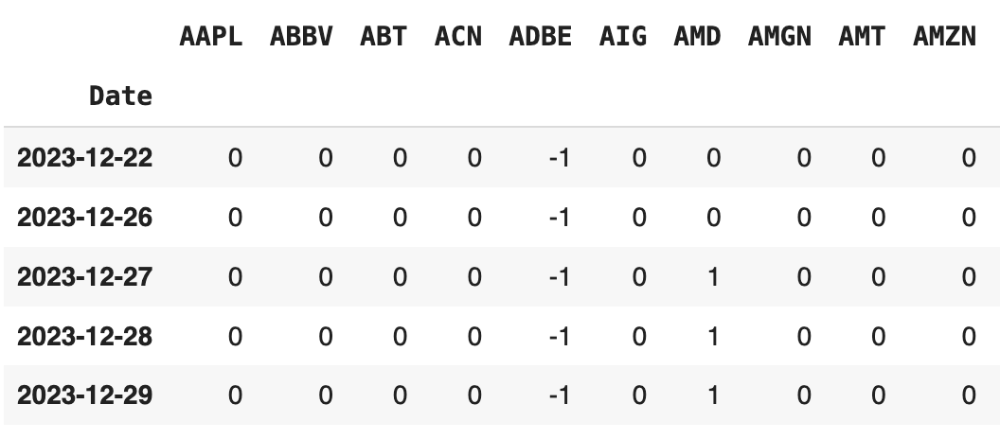 AAPL ABBV ABT ACN ADBE AIG AMD AMGN AMT AMZN
Date
2023-12-22 0 0 0 0 -1 0 0 0 0 0
2023-12-26 0 0 0 0 -1 0 0 0 0 0
2023-12-27 0 0 0 0 -1 0 1 0 0 0
2023-12-28 0 0 0 0 -1 0 1 0 0 0
2023-12-29 0 0 0 0 -1 0 1 0 0 0